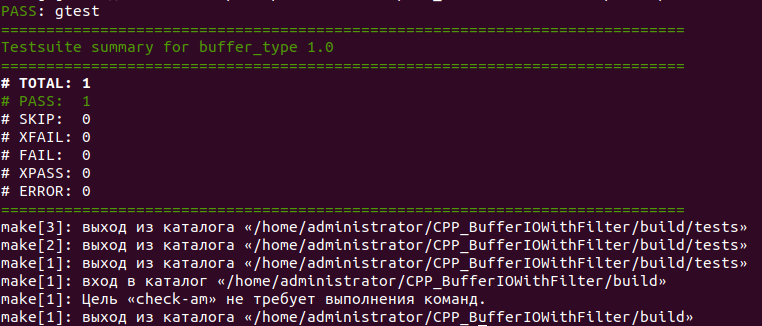 PASS: gtest
============================================================================
Testsuite summary for buffer_type 1.0
============================================================================
# TOTAL: 1
# PASS:  1
# SKIP:  0
# XFAIL: 0
# FAIL:  0
# XPASS: 0
# ERROR: 0
============================================================================
make[3]: выход из каталога «/home/administrator/CPP_BufferIOWithFilter/build/tests»
make[2]: выход из каталога «/home/administrator/CPP_BufferIOWithFilter/build/tests»
make[1]: выход из каталога «/home/administrator/CPP_BufferIOWithFilter/build/tests»
make[1]: вход в каталог «/home/administrator/CPP_BufferIOWithFilter/build»
make[1]: Цель «check-am» не требует выполнения команд.
make[1]: выход из каталога «/home/administrator/CPP_BufferIOWithFilter/build»